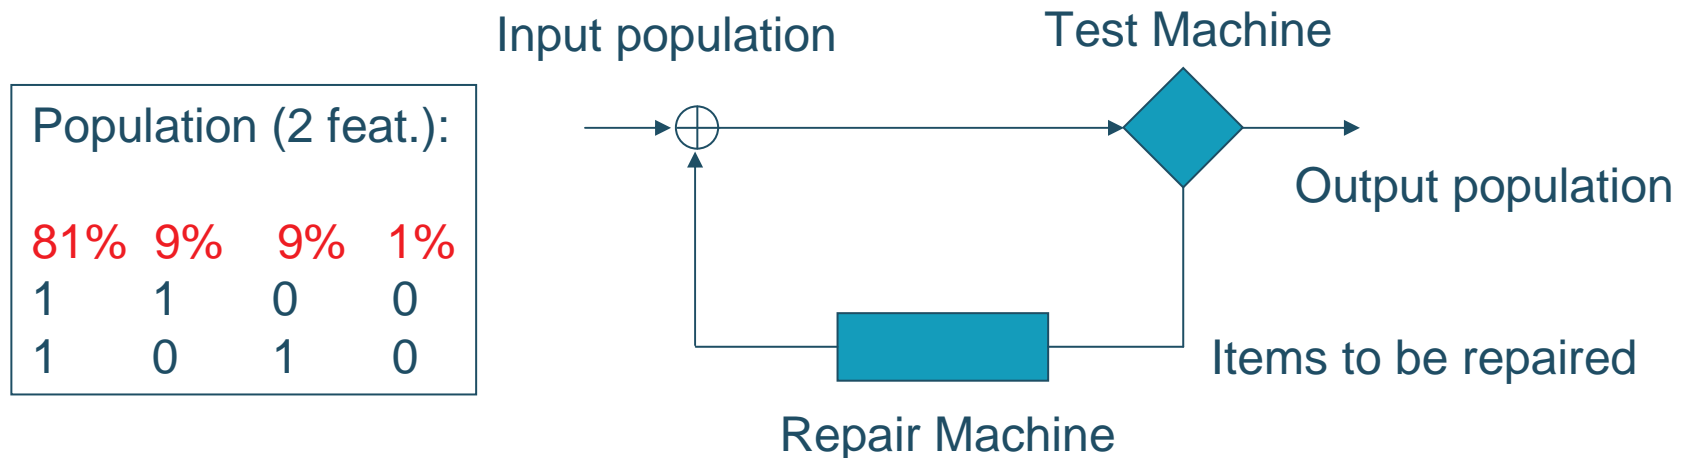 Input population
Test Machine
Population (2 feat.):
81% 9% 9% 1%
1 1 0 0
1 0 1 0
Output population
Items to be repaired
Repair Machine